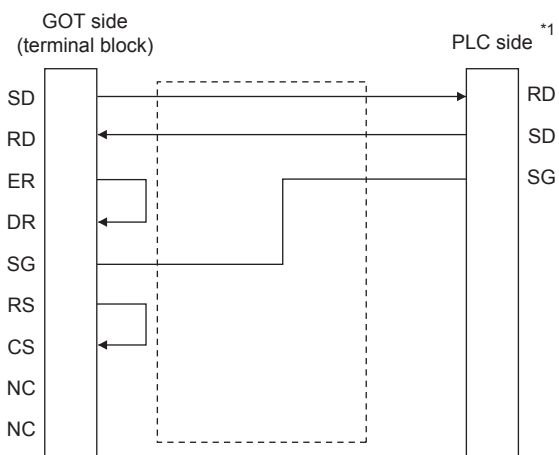 GOT side
(terminal block)
PLC side *1
SD
RD
ER
DR
SG
RS
CS
NC
NC
RD
SD
SG